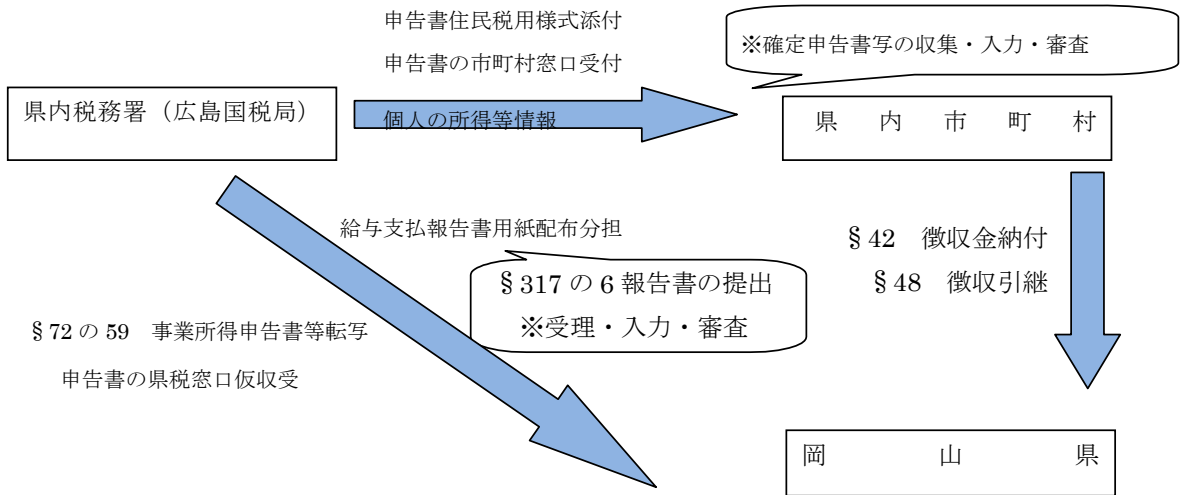 申告書住民税用様式添付
※確定申告書写の収集・入力・審査
申告書の市町村窓口受付
県内税務署（広島国税局）
個人の所得等情報
県内市町村
給与支払報告書用紙配布分担
§42 徴収金納付
§317の6報告書の提出
§48 徴収引継
※受理・入力・審査
§72の59 事業所得申告書等転写
申告書の県税窓口仮収受
岡山県